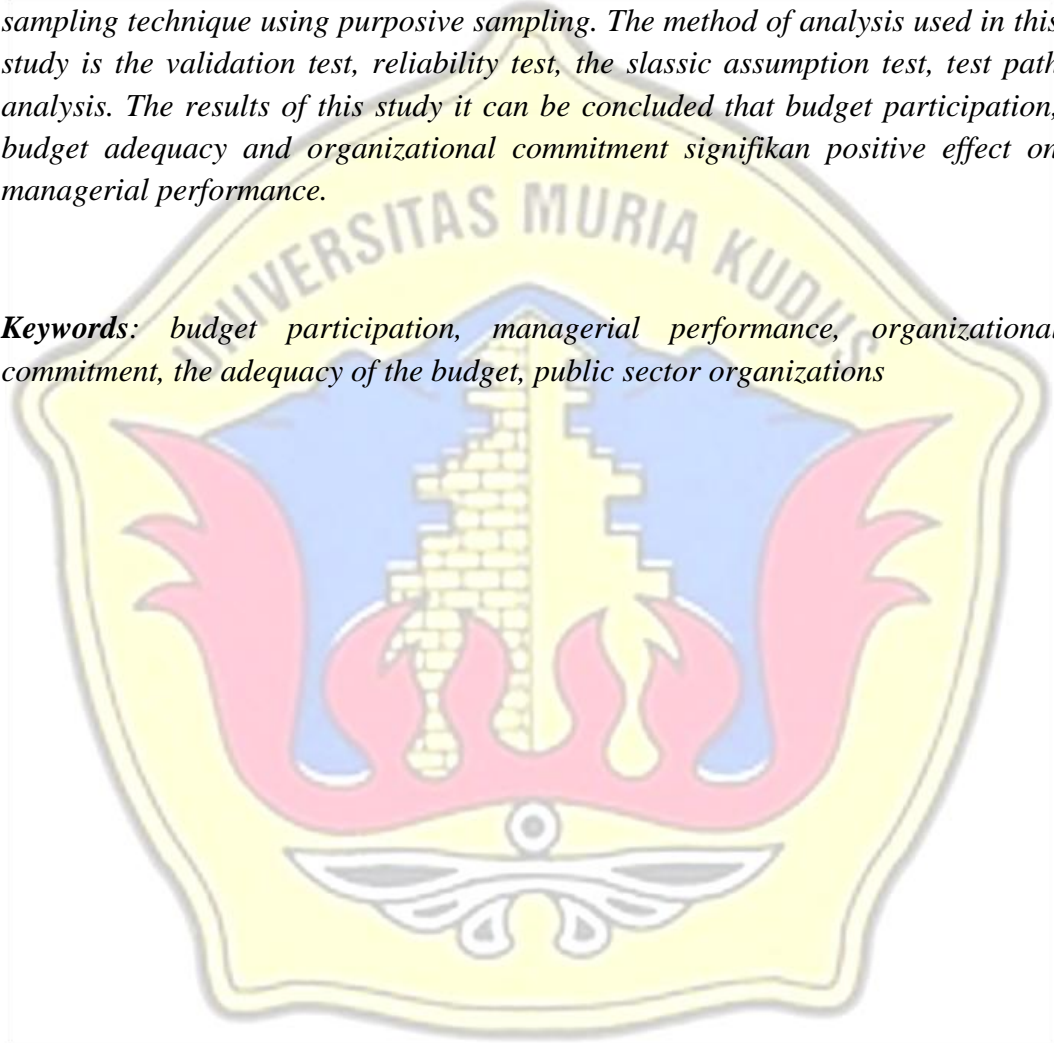 sampling technique using purposive sampling. The method of analysis used in this
study is the validation test, reliability test, the slassic assumption test, test path
analysis. The results of this study it can be concluded that budget participation,
budget adequacy and organizational commitment signifikan positive effect on
managerial performance.
UNIVERSITAS MURIA KUDUS
Keywords: budget participation, managerial performance, organizational
commitment, the adequacy of the budget, public sector organizations